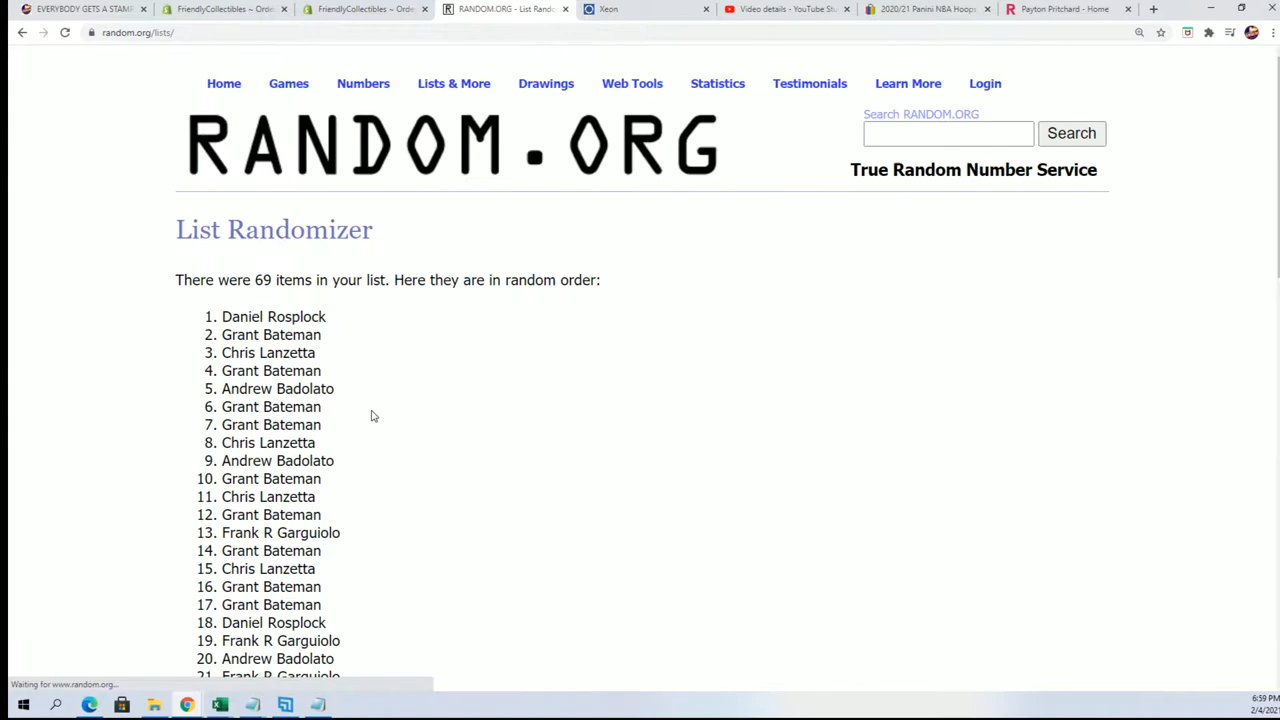 EVERYBODY GETS A STAMP
FriendlyCollectibles ~ Orde
FriendlyCollectibles ~ Orde
RANDOM.ORG - List Rando
Xeon
Video details - YouTube Stu
2020/21 Panini NBA Hoops
Payton Pritchard - Home
random.org/lists/
Home Games Numbers Lists & More Drawings Web Tools Statistics Testimonials Learn More Login
RANDOM.ORG
Search RANDOM.ORG
Search
True Random Number Service
List Randomizer
There were 69 items in your list. Here they are in random order:
1. Daniel Rosplock
2. Grant Bateman
3. Chris Lanzetta
4. Grant Bateman
5. Andrew Badolato
6. Grant Bateman
7. Grant Bateman
8. Chris Lanzetta
9. Andrew Badolato
10. Grant Bateman
11. Chris Lanzetta
12. Grant Bateman
13. Frank R Garguiolo
14. Grant Bateman
15. Chris Lanzetta
16. Grant Bateman
17. Grant Bateman
18. Daniel Rosplock
19. Frank R Garguiolo
20. Andrew Badolato
21. Frank R Garguiolo
Waiting for www.random.org...
6:59 PM
2/4/2021